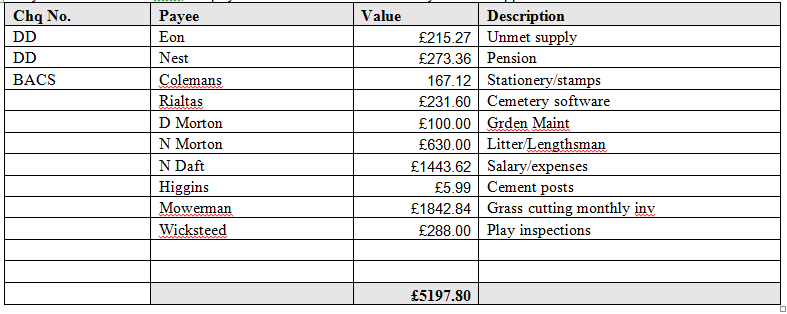 Chq No. Payee Value Description
DD Eon £215.27 Unmet supply
DD Nest £273.36 Pension
BACS Colemans 167.12 Stationery/stamps
Rialtas £231.60 Cemetery software
D Morton £100.00 Grden Maint
N Morton £630.00 Litter/Lengthsman
N Daft £1443.62 Salary/expenses
Higgins £5.99 Cement posts
Mowerman £1842.84 Grass cutting monthly inv
Wicksteed £288.00 Play inspections
£5197.80